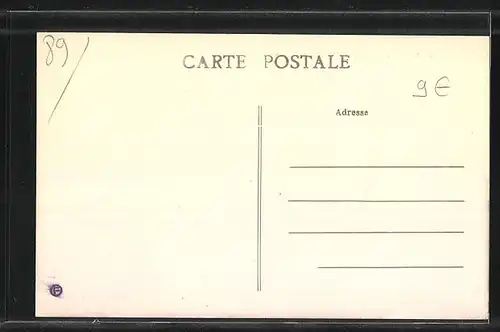 89/
CARTE POSTALE
9€
Adresse